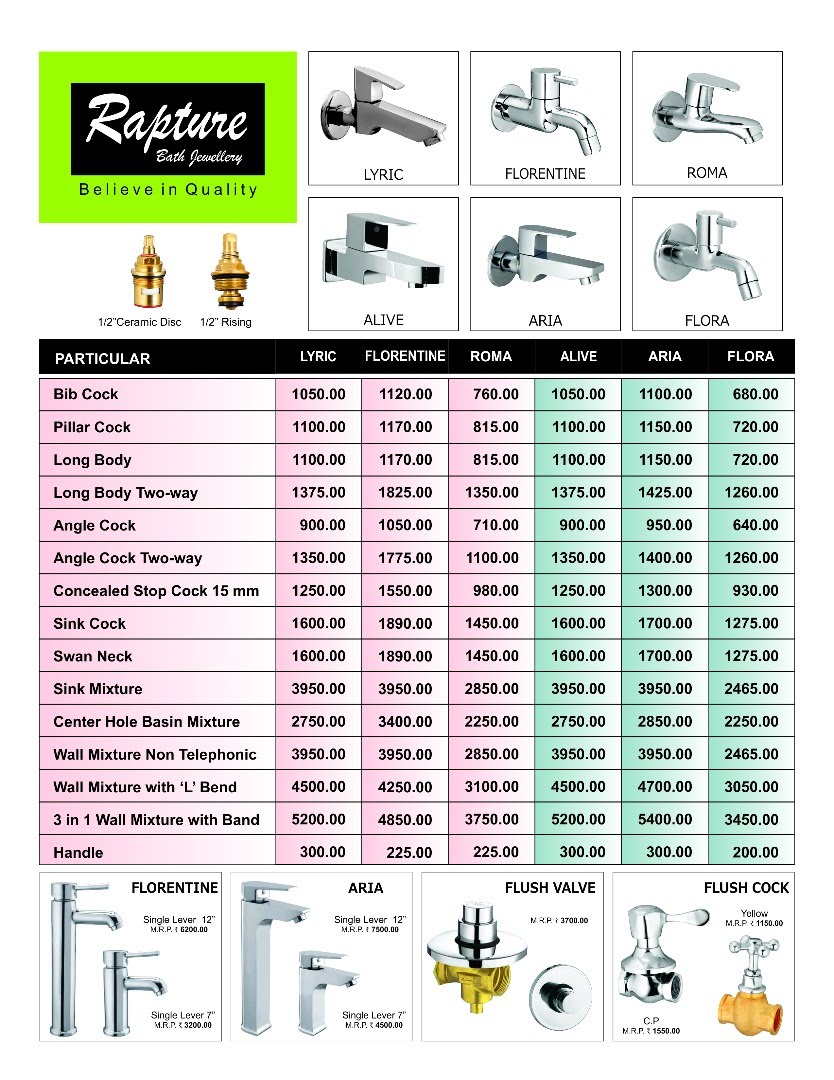 Rapture
Bath Jewellery
Believe in Quality
1/2"Ceramic Disc 1/2" Rising
LYRIC FLORENTINE ROMA
ALIVE ARIA FLORA
PARTICULAR LYRIC FLORENTINE ROMA ALIVE ARIA FLORA
Bib Cock 1050.00 1120.00 760.00 1050.00 1100.00 680.00
Pillar Cock 1100.00 1170.00 815.00 1100.00 1150.00 720.00
Long Body 1100.00 1170.00 815.00 1100.00 1150.00 720.00
Long Body Two-way 1375.00 1825.00 1350.00 1375.00 1425.00 1260.00
Angle Cock 900.00 1050.00 710.00 900.00 950.00 640.00
Angle Cock Two-way 1350.00 1775.00 1100.00 1350.00 1400.00 1260.00
Concealed Stop Cock 15 mm 1250.00 1550.00 980.00 1250.00 1300.00 930.00
Sink Cock 1600.00 1890.00 1450.00 1600.00 1700.00 1275.00
Swan Neck 1600.00 1890.00 1450.00 1600.00 1700.00 1275.00
Sink Mixture 3950.00 3950.00 2850.00 3950.00 3950.00 2465.00
Center Hole Basin Mixture 2750.00 3400.00 2250.00 2750.00 2850.00 2250.00
Wall Mixture Non Telephonic 3950.00 3950.00 2850.00 3950.00 3950.00 2465.00
Wall Mixture with ‘L’ Bend 4500.00 4250.00 3100.00 4500.00 4700.00 3050.00
3 in 1 Wall Mixture with Band 5200.00 4850.00 3750.00 5200.00 5400.00 3450.00
Handle 300.00 225.00 225.00 300.00 300.00 200.00
FLORENTINE
Single Lever 12"
M.R.P. ₹ 6200.00
Single Lever 7"
M.R.P. ₹ 3200.00
ARIA
Single Lever 12"
M.R.P. ₹ 7500.00
Single Lever 7"
M.R.P. ₹ 4500.00
FLUSH VALVE
M.R.P. ₹ 3700.00
FLUSH COCK
Yellow
M.R.P. ₹ 1150.00
C.P
M.R.P. ₹ 1550.00